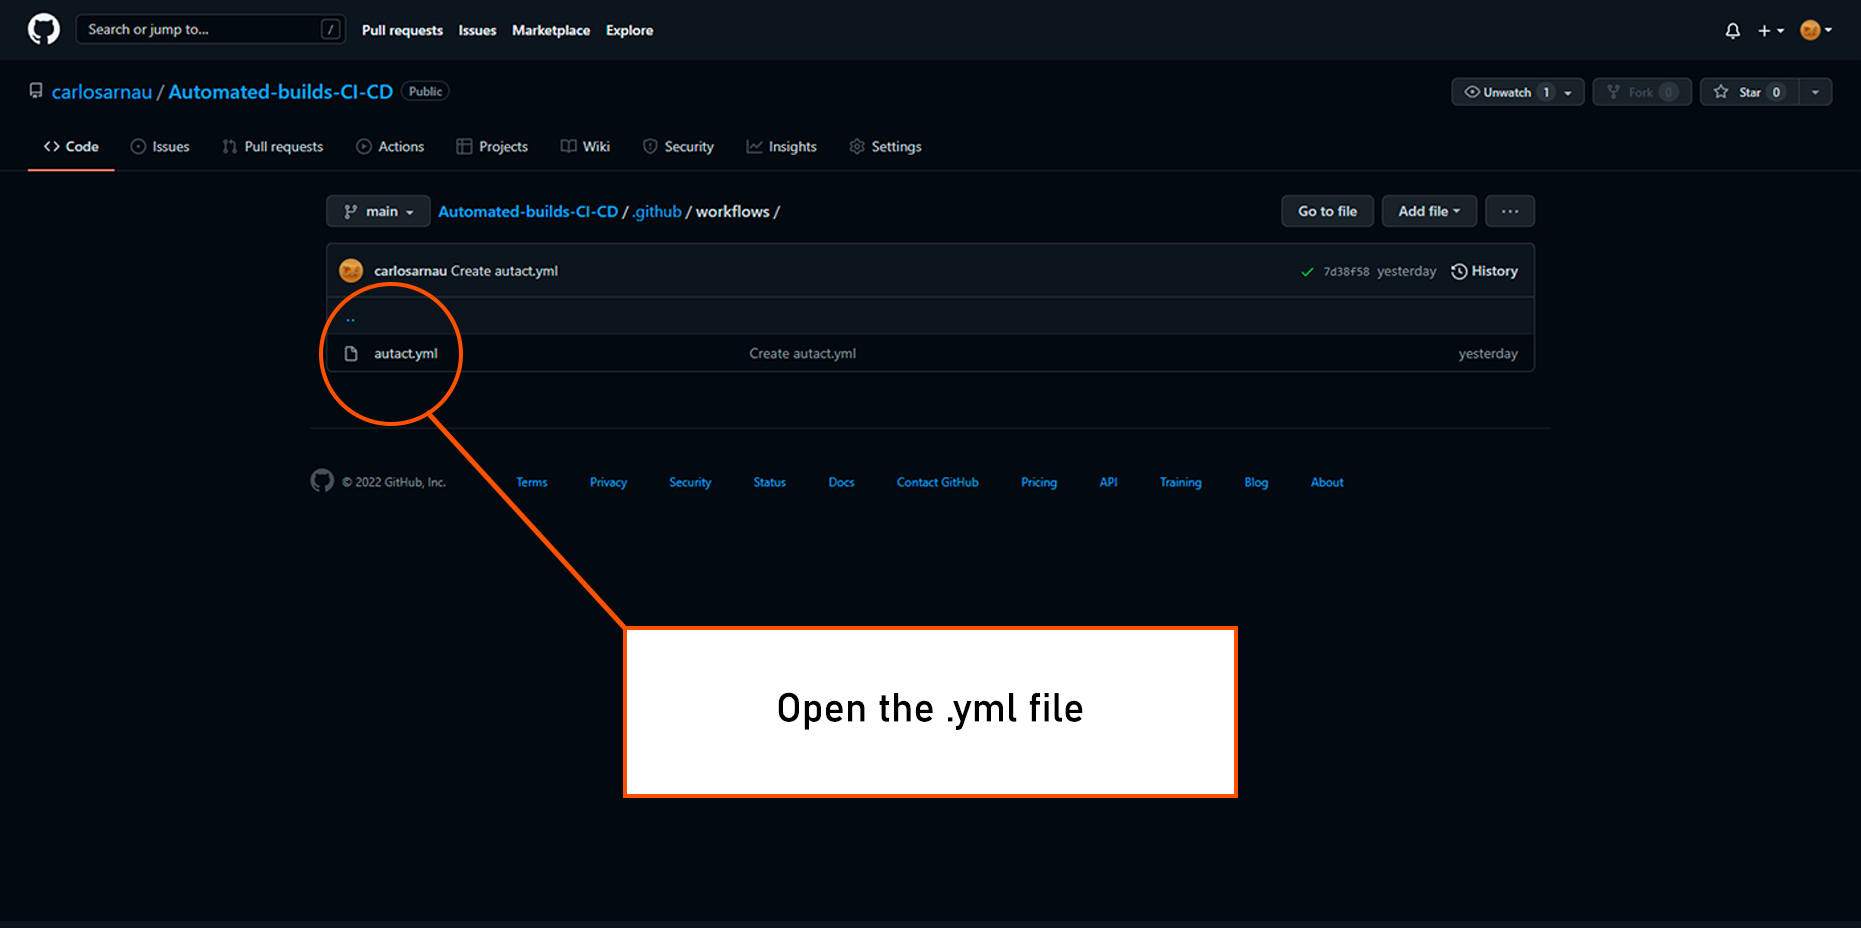 Search or jump to... /
Pull requests Issues Marketplace Explore
carlosarnau / Automated-builds-CI-CD Public
Unwatch 1 Fork 0 Star 0
Code Issues Pull requests Actions Projects Wiki Security Insights Settings
main Automated-builds-CI-CD / .github / workflows /
Go to file Add file ...
carlosarnau Create autact.yml 7d38f58 yesterday History
..
autact.yml Create autact.yml yesterday
© 2022 GitHub, Inc. Terms Privacy Security Status Docs Contact GitHub Pricing API Training Blog About
Open the .yml file